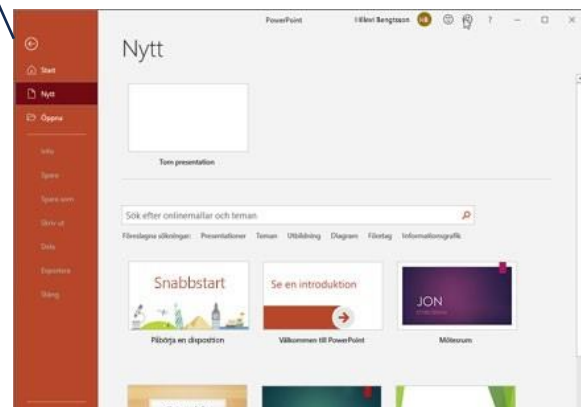 PowerPoint
Hillevi Bengtsson HB ?
Nytt
Start
Nytt
Öppna
Info
Spara
Spara som
Skriv ut
Dela
Exportera
Stäng
Tom presentation
Sök efter onlinemallar och teman
Föreslagna sökningar: Presentationer Teman Utbildning Diagram Företag Informationsgrafik
Snabbstart
Påbörja en disposition
Se en introduktion
Välkommen till PowerPoint
JON
Mötesrum